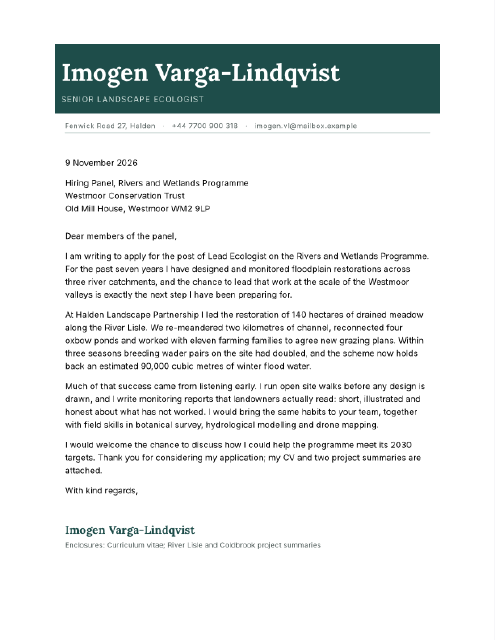 Imogen Varga-Lindqvist
SENIOR LANDSCAPE ECOLOGIST
Fenwick Road 27, Halden · +44 7700 900 318 · imogen.vl@mailbox.example
9 November 2026
Hiring Panel, Rivers and Wetlands Programme
Westmoor Conservation Trust
Old Mill House, Westmoor WM2 9LP
Dear members of the panel,
I am writing to apply for the post of Lead Ecologist on the Rivers and Wetlands Programme.
For the past seven years I have designed and monitored floodplain restorations across
three river catchments, and the chance to lead that work at the scale of the Westmoor
valleys is exactly the next step I have been preparing for.
At Halden Landscape Partnership I led the restoration of 140 hectares of drained meadow
along the River Lisle. We re-meandered two kilometres of channel, reconnected four
oxbow ponds and worked with eleven farming families to agree new grazing plans. Within
three seasons breeding wader pairs on the site had doubled, and the scheme now holds
back an estimated 90,000 cubic metres of winter flood water.
Much of that success came from listening early. I run open site walks before any design is
drawn, and I write monitoring reports that landowners actually read: short, illustrated and
honest about what has not worked. I would bring the same habits to your team, together
with field skills in botanical survey, hydrological modelling and drone mapping.
I would welcome the chance to discuss how I could help the programme meet its 2030
targets. Thank you for considering my application; my CV and two project summaries are
attached.
With kind regards,
Imogen Varga-Lindqvist
Enclosures: Curriculum vitae; River Lisle and Coldbrook project summaries